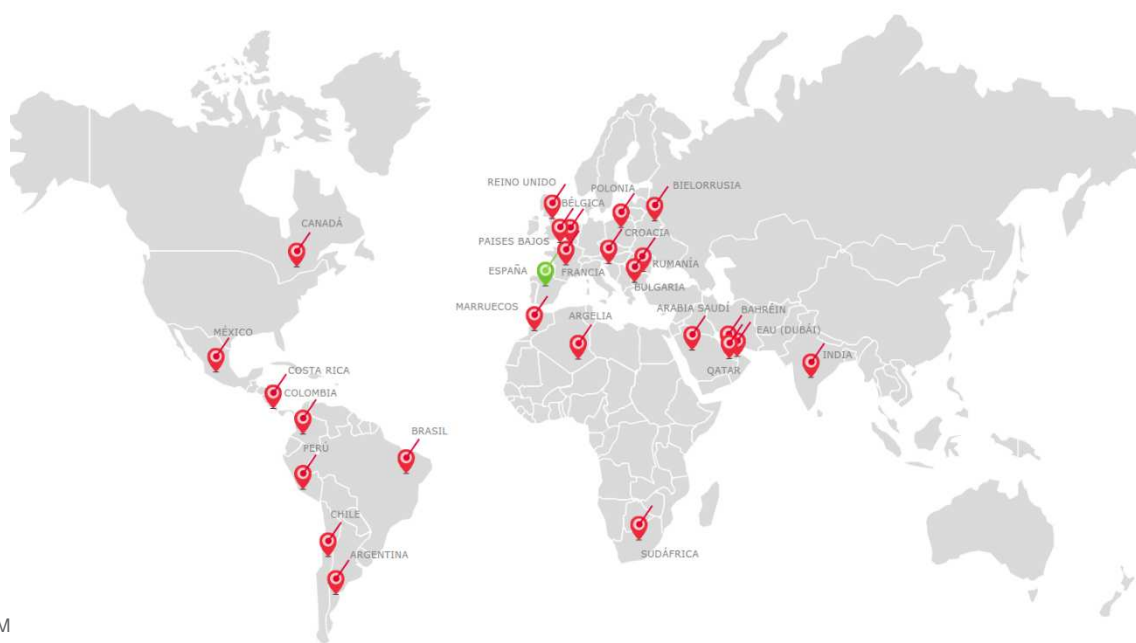 REINO UNIDO
POLONIA
BIELORRUSIA
BÉLGICA
CANADÁ
CROACIA
PAISES BAJOS
RUMANÍA
ESPAÑA
FRANCIA
BULGARIA
MARRUECOS
ARGELIA
ARABIA SAUDÍ
BAHRÉIN
EAU (DUBÁI)
MÉXICO
INDIA
COSTA RICA
QATAR
COLOMBIA
BRASIL
PERÚ
CHILE
ARGENTINA
SUDÁFRICA
M